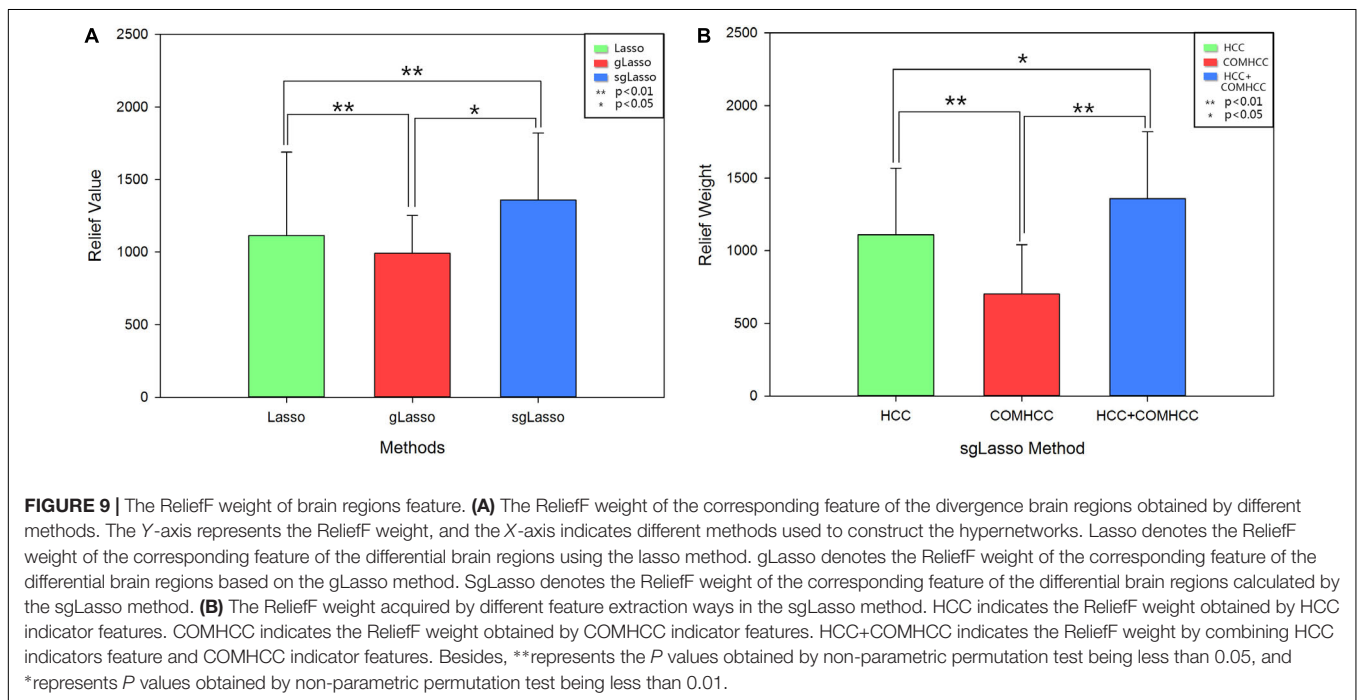 A
2500
2000
1500
1000
500
0
Relief Value
Lasso
gLasso
sgLasso
** p<0.01
* p<0.05
**
**
*
Lasso
gLasso
sgLasso
Methods
B
2500
2000
1500
1000
500
0
Relief Weight
HCC
COMHCC
HCC+
COMHCC
** p<0.01
* p<0.05
*
**
**
HCC
COMHCC
HCC+COMHCC
sgLasso Method
FIGURE 9 | The ReliefF weight of brain regions feature. (A) The ReliefF weight of the corresponding feature of the divergence brain regions obtained by different
methods. The Y-axis represents the ReliefF weight, and the X-axis indicates different methods used to construct the hypernetworks. Lasso denotes the ReliefF
weight of the corresponding feature of the differential brain regions using the lasso method. gLasso denotes the ReliefF weight of the corresponding feature of the
differential brain regions based on the gLasso method. SgLasso denotes the ReliefF weight of the corresponding feature of the differential brain regions calculated by
the sgLasso method. (B) The ReliefF weight acquired by different feature extraction ways in the sgLasso method. HCC indicates the ReliefF weight obtained by HCC
indicator features. COMHCC indicates the ReliefF weight obtained by COMHCC indicator features. HCC+COMHCC indicates the ReliefF weight by combining HCC
indicators feature and COMHCC indicator features. Besides, **represents the P values obtained by non-parametric permutation test being less than 0.05, and
*represents P values obtained by non-parametric permutation test being less than 0.01.